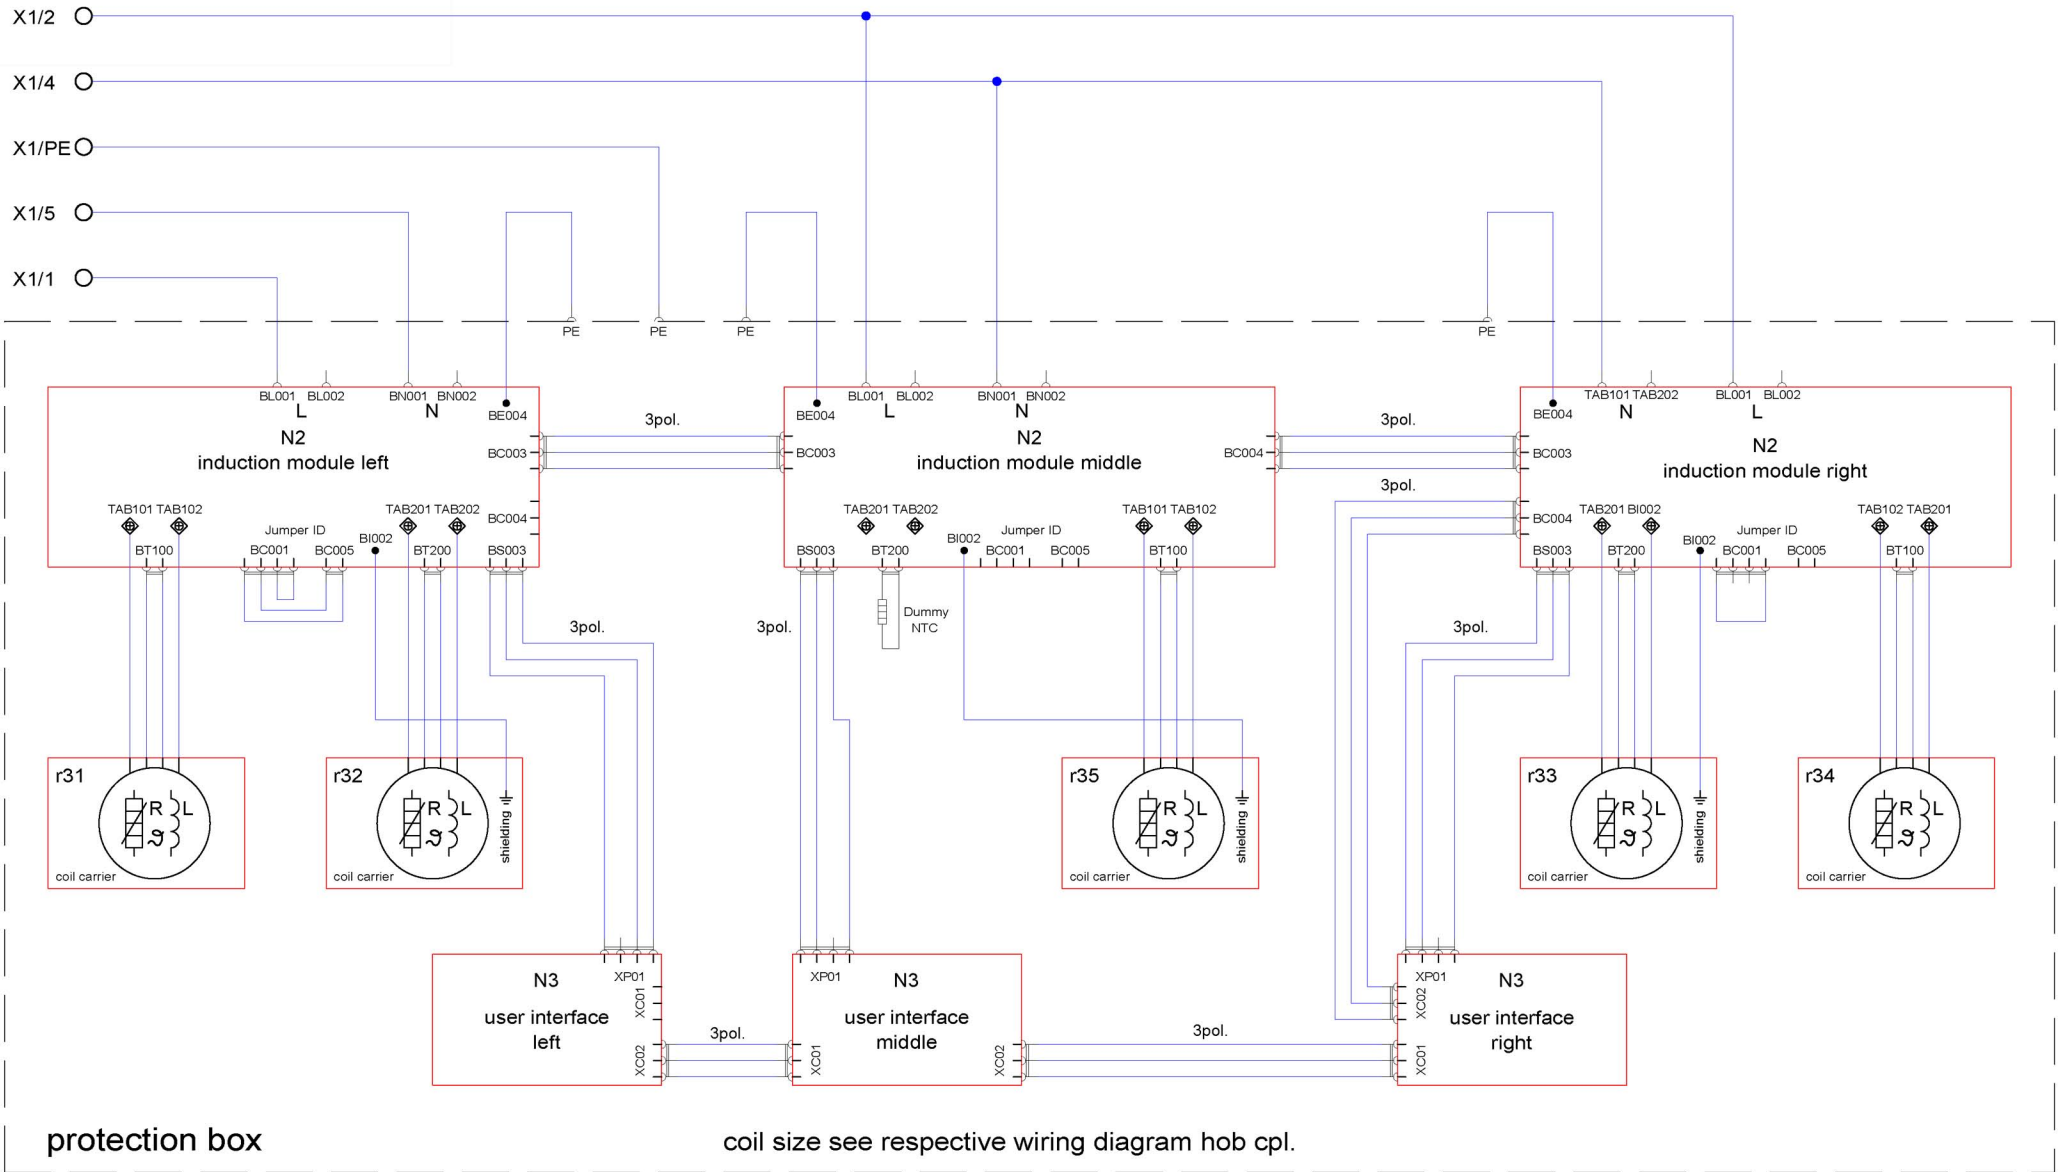 X1/2
X1/4
X1/PE
X1/5
X1/1
PE
PE
PE
PE
BL001 BL002 BN001 BN002
L N
BE004
N2
induction module left
BC003
BC004
TAB101 TAB102
BT100
Jumper ID
BC001 BC005
BI002
TAB201 TAB202
BT200
BS003
3pol.
BL001 BL002 BN001 BN002
L N
BE004
N2
induction module middle
BC003
BC004
TAB201 TAB202
BS003
BT200
BI002
Jumper ID
BC001 BC005
TAB101 TAB102
BT100
3pol.
3pol.
TAB101 TAB202 BL001 BL002
N L
BE004
N2
induction module right
BC003
BC004
TAB201 BI002
BS003
BT200
BI002
Jumper ID
BC001 BC005
TAB102 TAB201
BT100
3pol.
3pol.
Dummy
NTC
3pol.
r31
R L
ϑ
coil carrier
r32
R L
ϑ
coil carrier
shielding
r35
R L
ϑ
coil carrier
shielding
r33
R L
ϑ
coil carrier
shielding
r34
R L
ϑ
coil carrier
N3
XP01
XC01
user interface
left
XC02
3pol.
XP01
N3
user interface
middle
XC01
XC02
3pol.
XP01
N3
XC02
user interface
right
XC01
protection box
coil size see respective wiring diagram hob cpl.